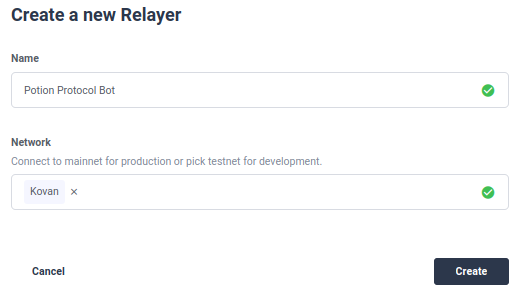 Create a new Relayer
Name
Potion Protocol Bot
Network
Connect to mainnet for production or pick testnet for development.
Kovan ×
Cancel
Create